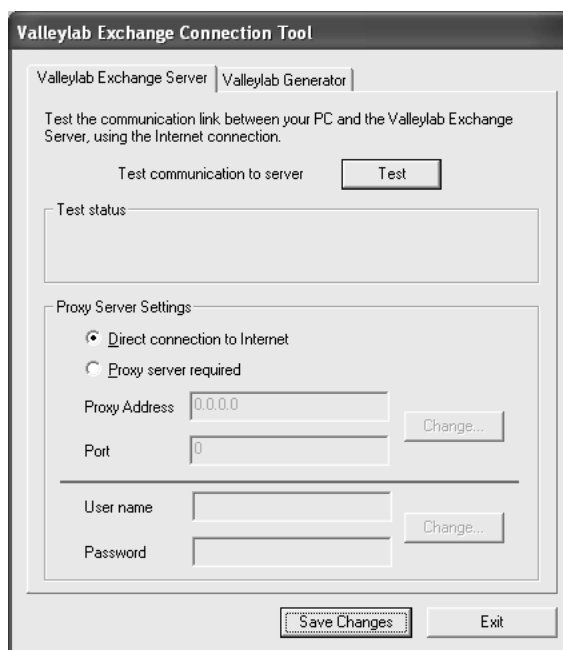 Valleylab Exchange Connection Tool
Valleylab Exchange Server
Valleylab Generator
Test the communication link between your PC and the Valleylab Exchange
Server, using the Internet connection.
Test communication to server
Test
Test status
Proxy Server Settings
Direct connection to Internet
Proxy server required
Proxy Address
0.0.0.0
Change...
Port
0
User name
Change...
Password
Save Changes
Exit